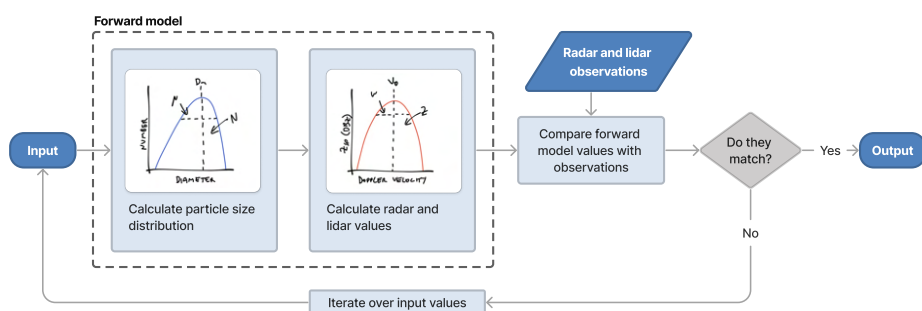 Forward model
Radar and lidar
observations
Dm
μ
N
NUMBER
DIAMETER
VD
Z
DOPPLER VELOCITY
Input
Compare forward
model values with
observations
Do they
match?
Yes
Output
Calculate particle size
distribution
Calculate radar and
lidar values
No
Iterate over input values